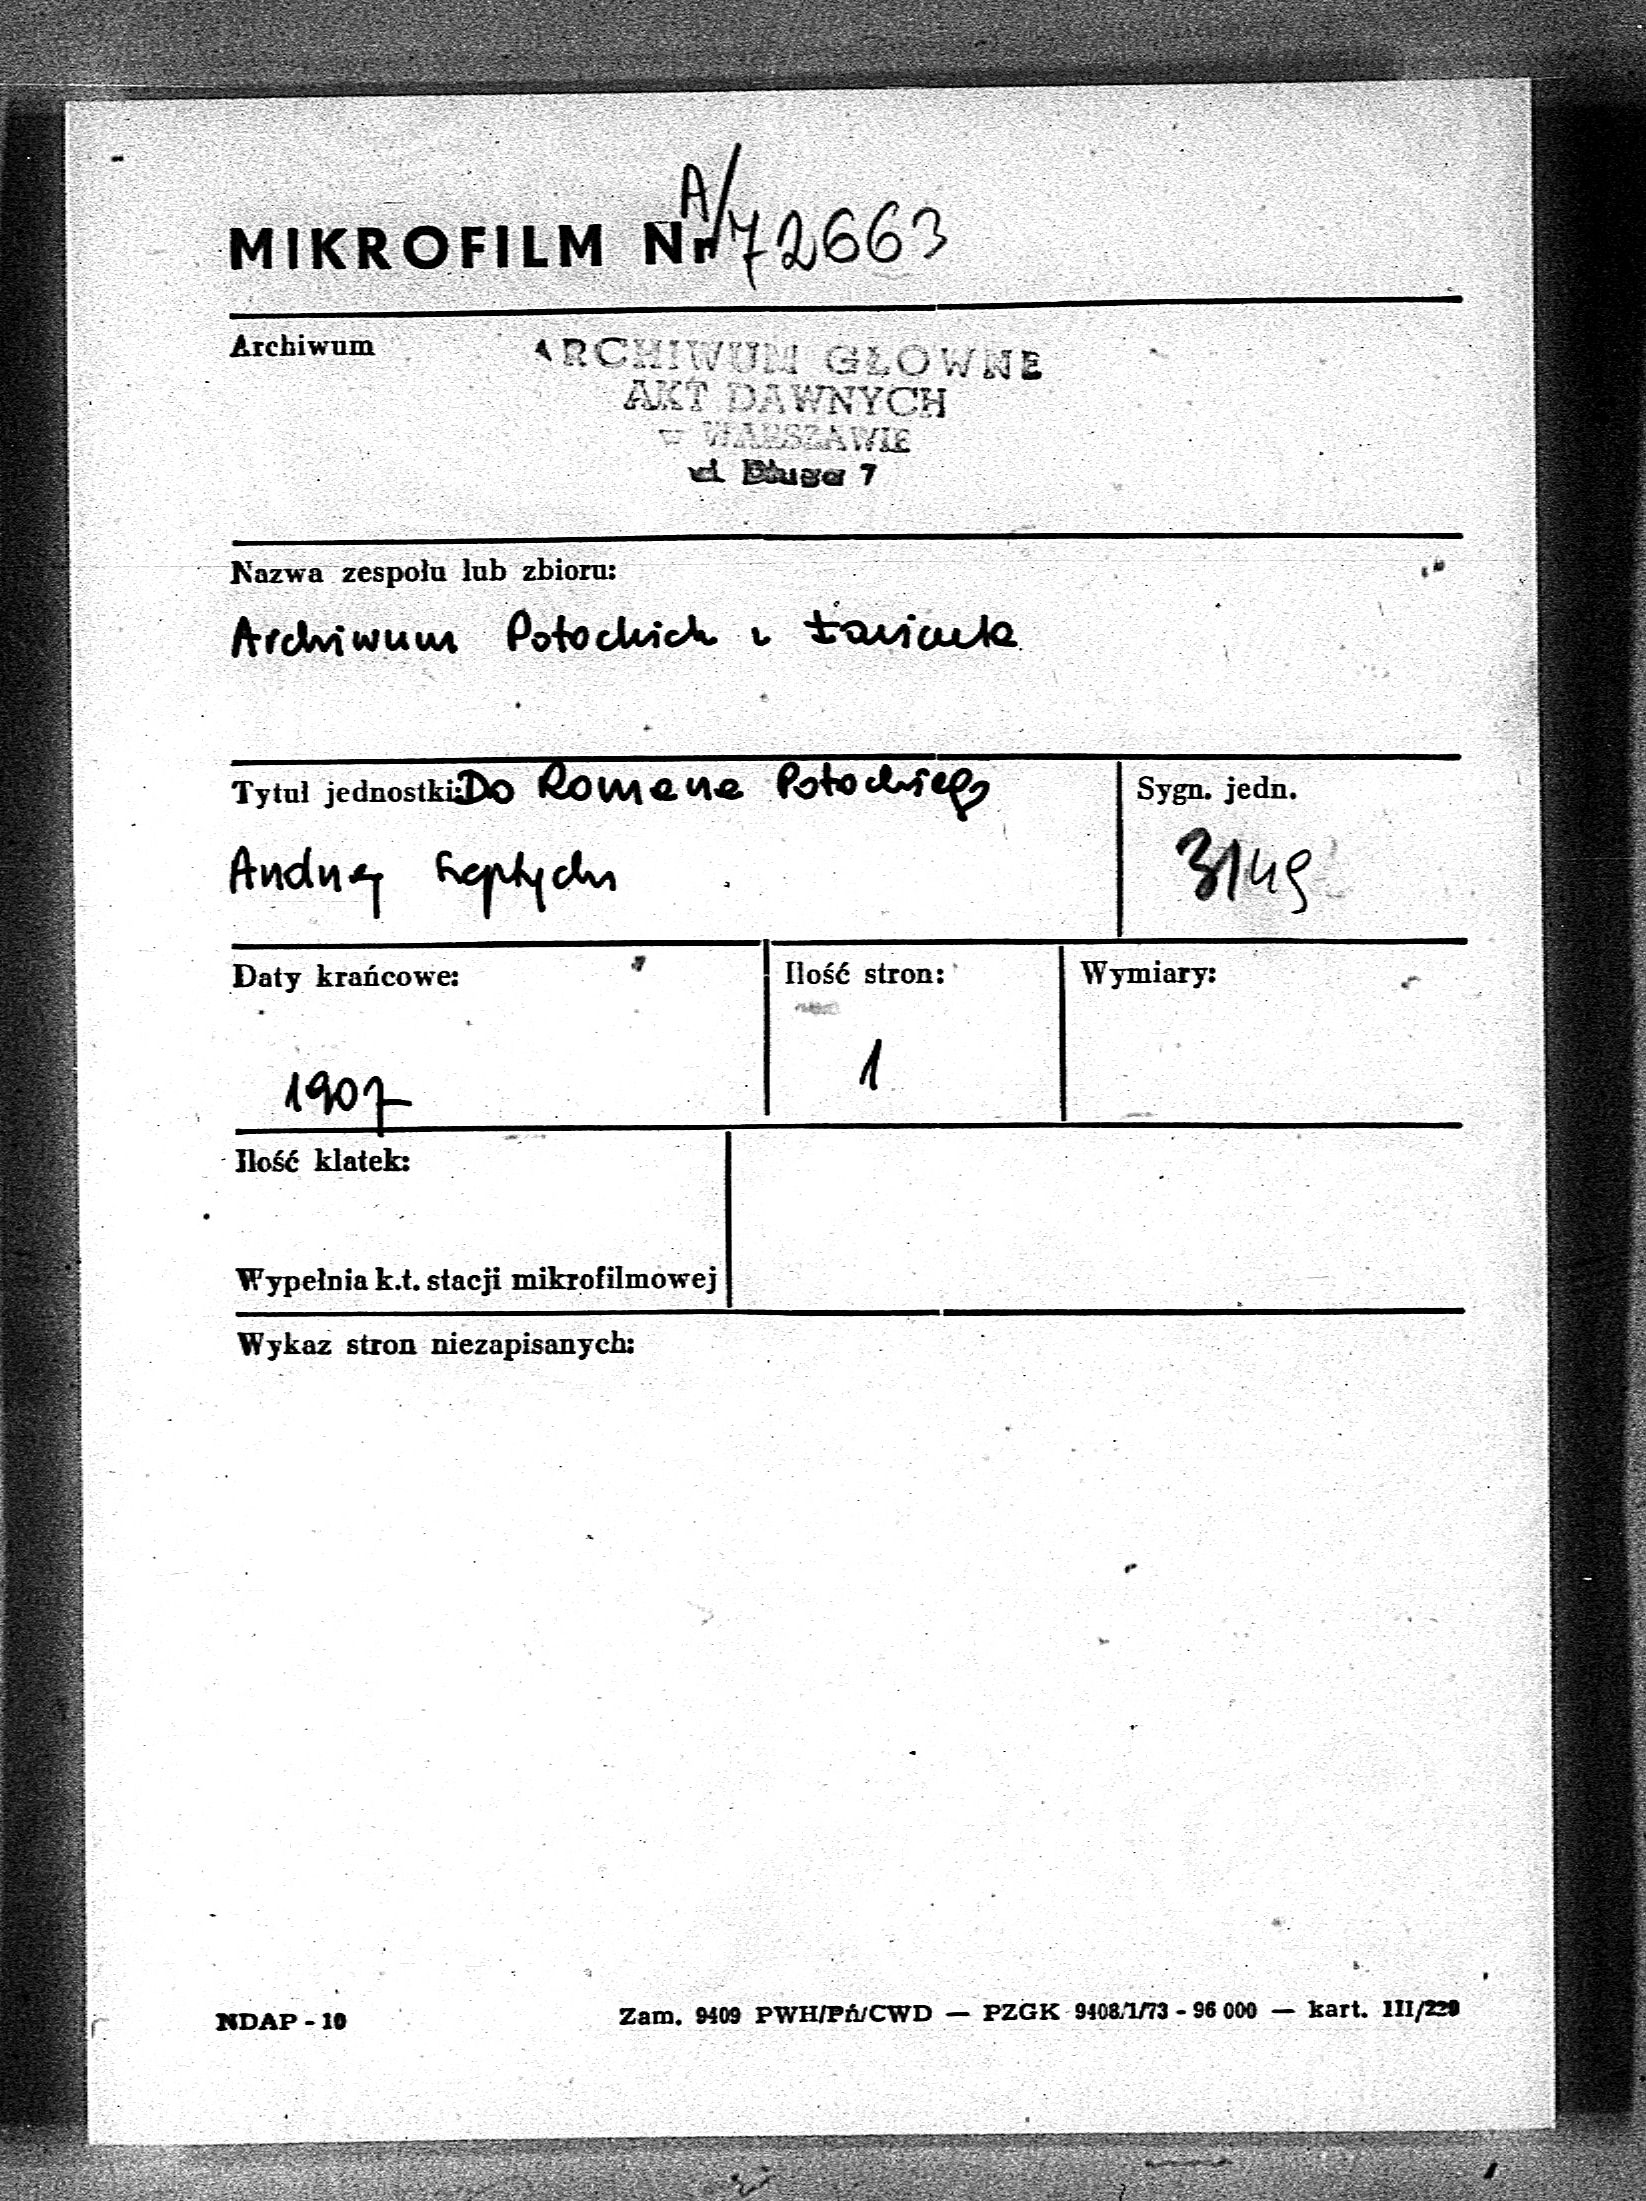 MIKROFILM Nr A/72663
Archiwum
ARCHIWUM GŁOWNE
AKT DAWNYCH
w WARSZAWIE
ul. Długa 7
Nazwa zespołu lub zbioru:
Archiwum Potockich z Łańcuta
Tytuł jednostki: Do Romana Potockiego
Sygn. jedn.
Andrzej Szeptycki
3149
Daty krańcowe:
Ilość stron:
Wymiary:
1907
1
Ilość klatek:
Wypełnia k.t. stacji mikrofilmowej
Wykaz stron niezapisanych:
NDAP - 10
Zam. 9409 PWH/Pń/CWD — PZGK 9408/1/73 - 96 000 — kart. III/220